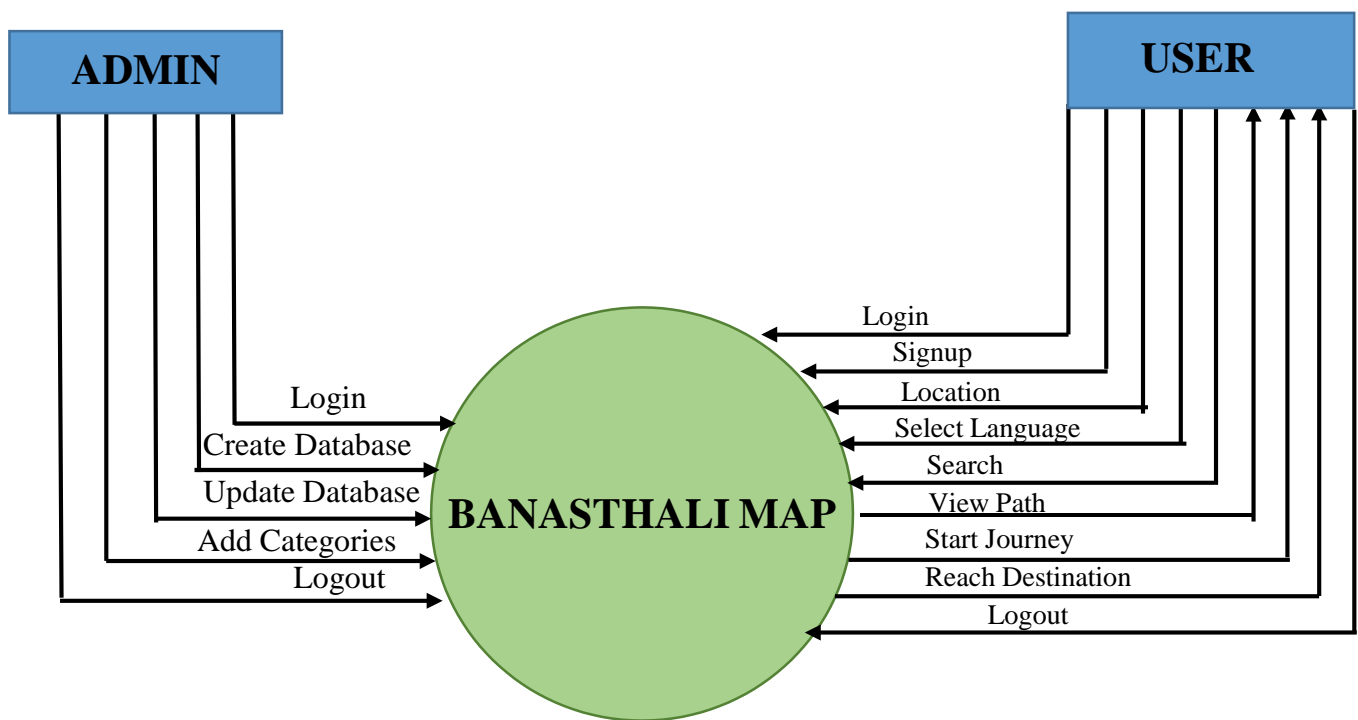 ADMIN
USER
Login
Create Database
Update Database
Add Categories
Logout
BANASTHALI MAP
Login
Signup
Location
Select Language
Search
View Path
Start Journey
Reach Destination
Logout